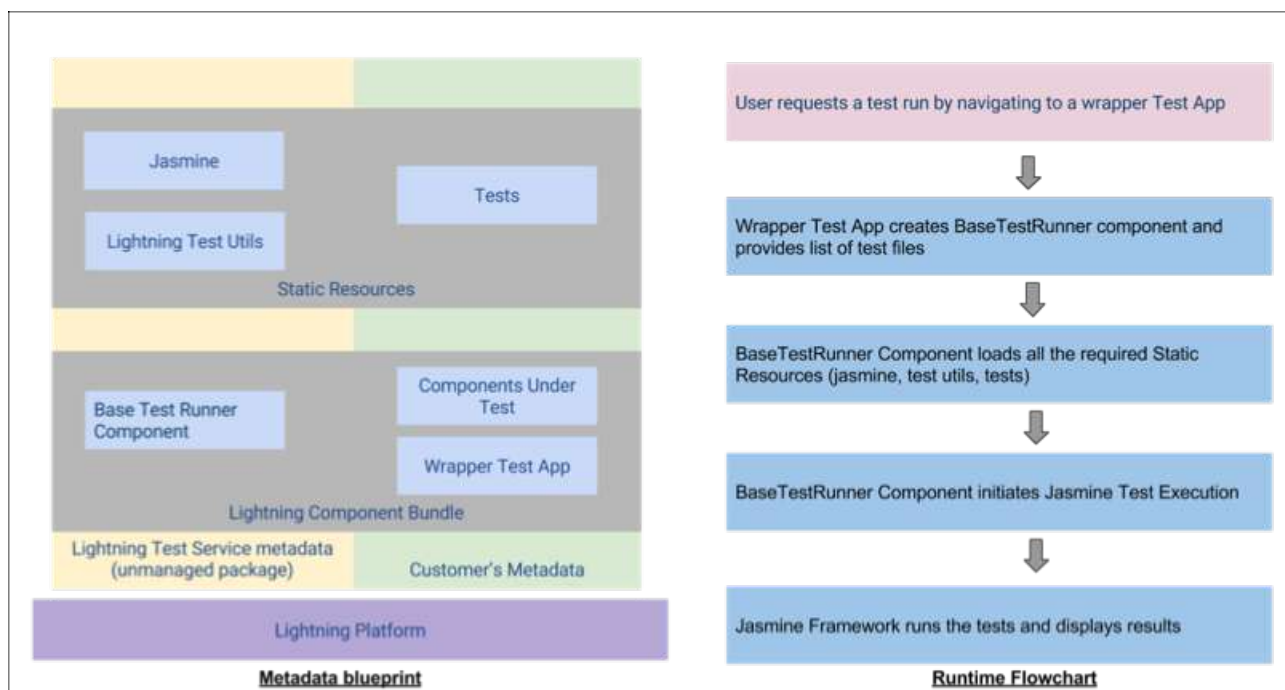 Jasmine
Tests
Lightning Test Utils
Static Resources
Base Test Runner
Component
Components Under
Test
Wrapper Test App
Lightning Component Bundle
Lightning Test Service metadata
(unmanaged package)
Customer's Metadata
Lightning Platform
Metadata blueprint
User requests a test run by navigating to a wrapper Test App
Wrapper Test App creates BaseTestRunner component and
provides list of test files
BaseTestRunner Component loads all the required Static
Resources (jasmine, test utils, tests)
BaseTestRunner Component initiates Jasmine Test Execution
Jasmine Framework runs the tests and displays results
Runtime Flowchart